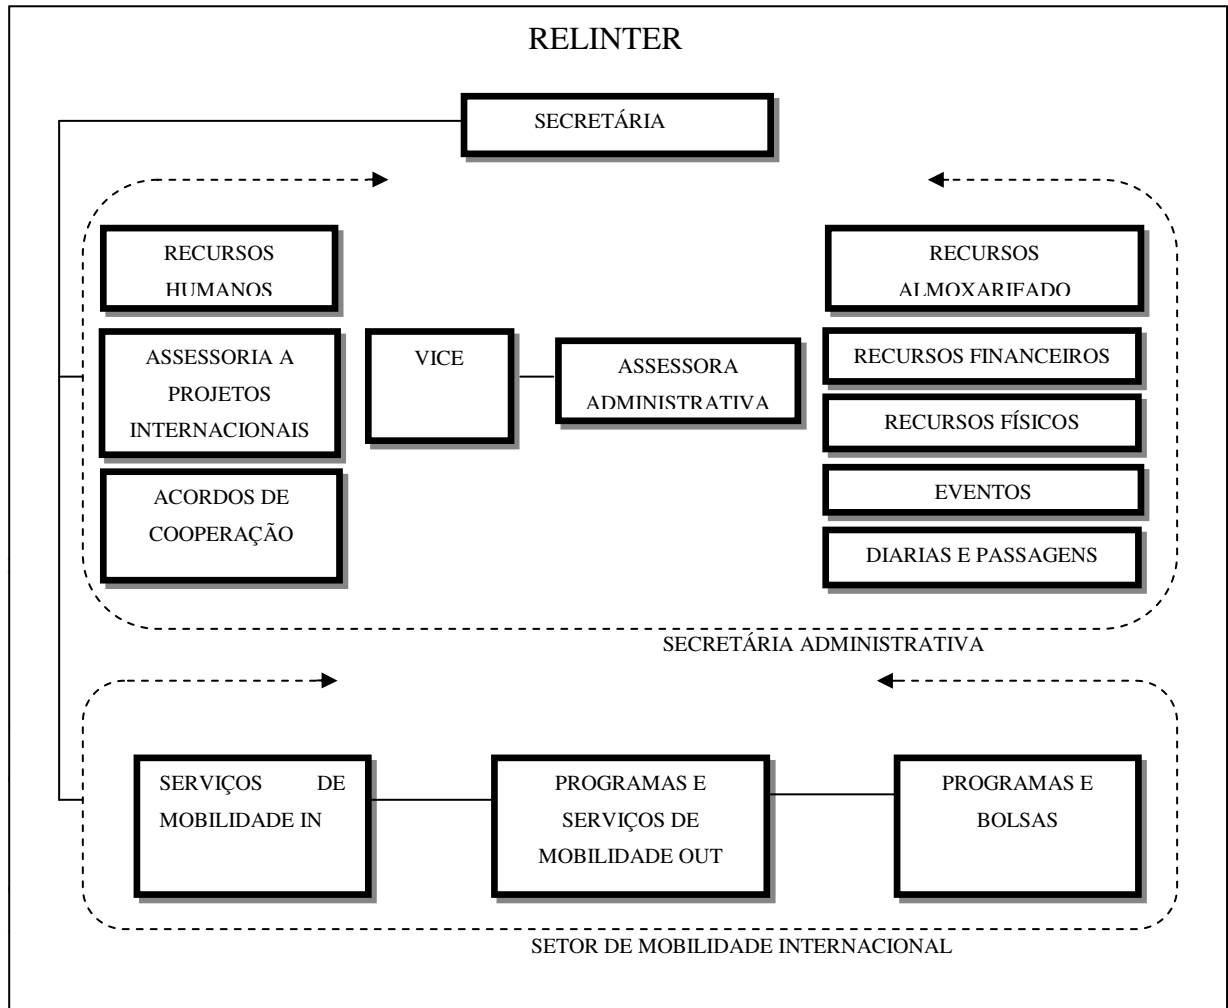 RELINTER
SECRETÁRIA
RECURSOS
HUMANOS
ASSESSORIA A
PROJETOS
INTERNACIONAIS
ACORDOS DE
COOPERAÇÃO
VICE
ASSESSORA
ADMINISTRATIVA
RECURSOS
ALMOXARIFADO
RECURSOS FINANCEIROS
RECURSOS FÍSICOS
EVENTOS
DIARIAS E PASSAGENS
SECRETÁRIA ADMINISTRATIVA
SERVIÇOS DE
MOBILIDADE IN
PROGRAMAS E
SERVIÇOS DE
MOBILIDADE OUT
PROGRAMAS E
BOLSAS
SETOR DE MOBILIDADE INTERNACIONAL